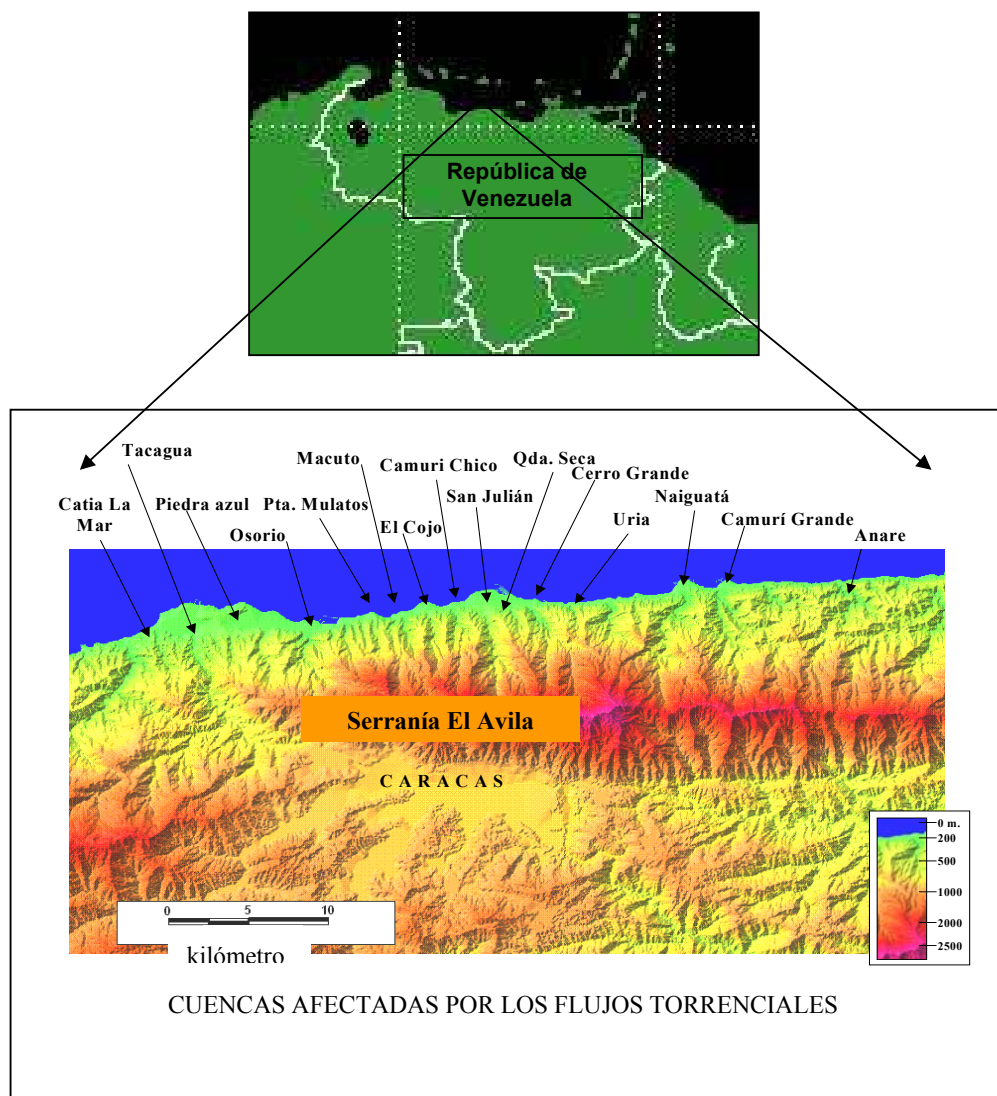 República de
Venezuela
Tacagua
Macuto
Camuri Chico
Qda. Seca
Cerro Grande
San Julián
Naiguatá
Catia La
Mar
Piedra azul
Pta. Mulatos
El Cojo
Uria
Camurí Grande
Osorio
Anare
Serranía El Avila
C A R A C A S
0 m.
200
500
1000
2000
2500
0 5 10
kilómetro
CUENCAS AFECTADAS POR LOS FLUJOS TORRENCIALES